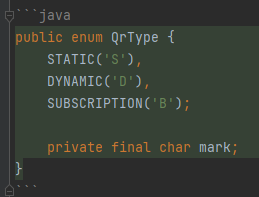 ```java
public enum QrType {
    STATIC('S'),
    DYNAMIC('D'),
    SUBSCRIPTION('B');

    private final char mark;
}
```